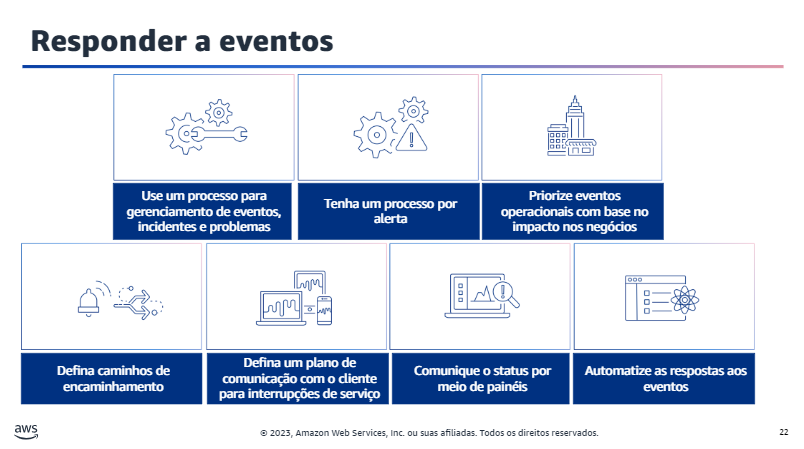 Responder a eventos
Use um processo para
gerenciamento de eventos,
incidentes e problemas
Tenha um processo por
alerta
Priorize eventos
operacionais com base no
impacto nos negócios
Defina caminhos de
encaminhamento
Defina um plano de
comunicação com o cliente
para interrupções de serviço
Comunique o status por
meio de painéis
Automatize as respostas aos
eventos
aws
© 2023, Amazon Web Services, Inc. ou suas afiliadas. Todos os direitos reservados.
22